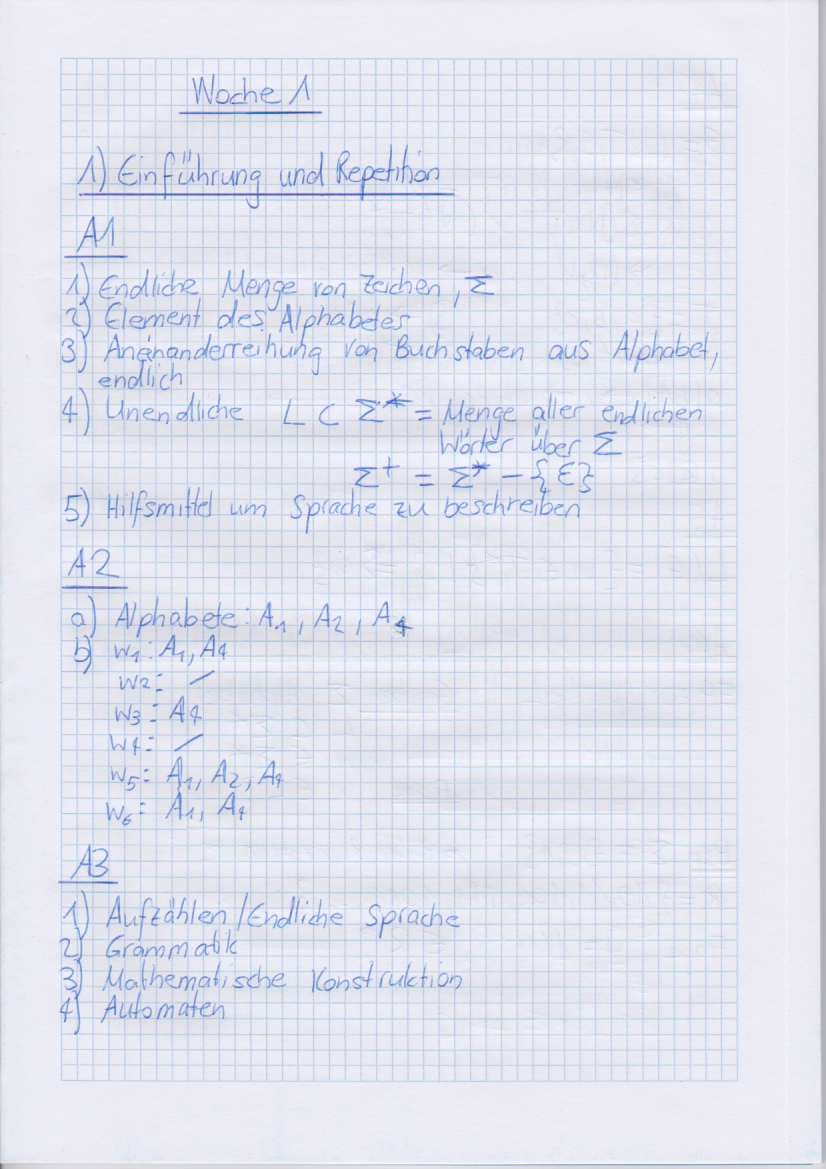 Woche 1
1) Einführung und Repetition
A1
1) Endliche Menge von Zeichen, Σ
2) Element des Alphabetes
3) Aneinanderreihung von Buchstaben aus Alphabet,
endlich
4) Unendliche L ⊂ Σ* = Menge aller endlichen
Wörter über Σ
Σ+ = Σ* - {ε}
5) Hilfsmittel um Sprache zu beschreiben
A2
a) Alphabete: A1, A2, A4
b) w1: A1, A4
w2: /
w3: A4
w4: /
w5: A1, A2, A4
w6: A1, A4
A3
1) Aufzählen/Endliche Sprache
2) Grammatik
3) Mathematische Konstruktion
4) Automaten